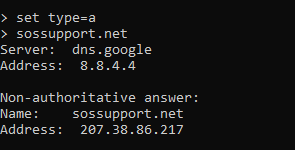 > set type=a
> sossupport.net
Server:  dns.google
Address:  8.8.4.4

Non-authoritative answer:
Name:    sossupport.net
Address:  207.38.86.217